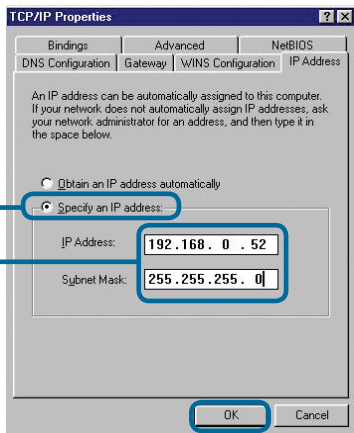 TCP/IP Properties
Bindings Advanced NetBIOS
DNS Configuration Gateway WINS Configuration IP Address
An IP address can be automatically assigned to this computer.
If your network does not automatically assign IP addresses, ask
your network administrator for an address, and then type it in
the space below.
Obtain an IP address automatically
Specify an IP address:
IP Address: 192.168. 0 .52
Subnet Mask: 255.255.255. 0
OK Cancel